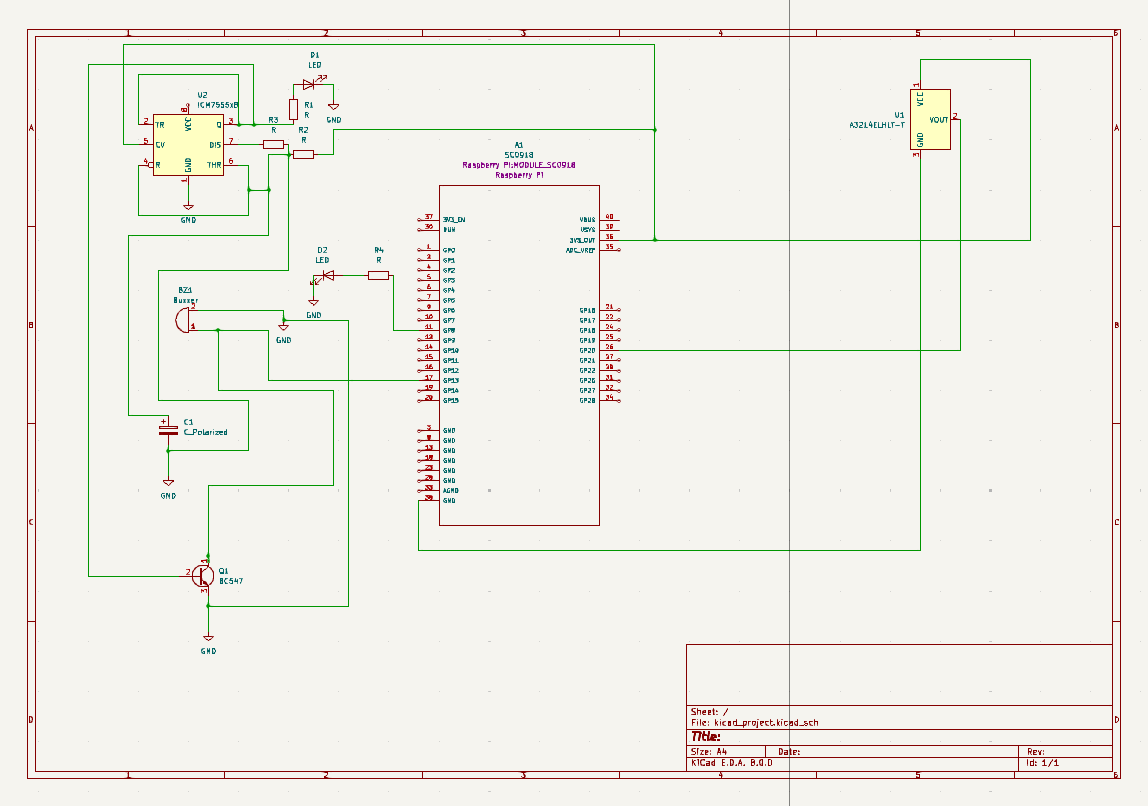 1 2 3 4 5 6
D1
LED
U2
ICM7555xB
R1
R
GND
R3
R
R2
R
2 TR
5 CV
4 R
8 VCC
GND 1
Q 3
DIS 7
THR 6
GND
U1
A3214ELHLT-T
1 VCC
VOUT 2
3 GND
A A
A1
SC0918
Raspberry Pi:MODULE_SC0918
Raspberry Pi
37 3V3_EN
30 RUN
1 GP0
2 GP1
4 GP2
5 GP3
6 GP4
7 GP5
9 GP6
10 GP7
11 GP8
12 GP9
14 GP10
15 GP11
16 GP12
17 GP13
19 GP14
20 GP15
3 GND
8 GND
13 GND
18 GND
23 GND
28 GND
33 AGND
38 GND
VBUS 40
VSYS 39
3V3_OUT 36
ADC_VREF 35
GP16 21
GP17 22
GP18 24
GP19 25
GP20 26
GP21 27
GP22 29
GP26 31
GP27 32
GP28 34
D2
LED
R4
R
GND
BZ1
Buzzer
2
1
GND
B B
+
C1
C_Polarized
GND
C C
1
2
3
Q1
BC547
GND
D D
Sheet: /
File: kicad_project.kicad_sch
Title:
Size: A4 Date: Rev:
KiCad E.D.A. 8.0.0 Id: 1/1
1 2 3 4 5 6